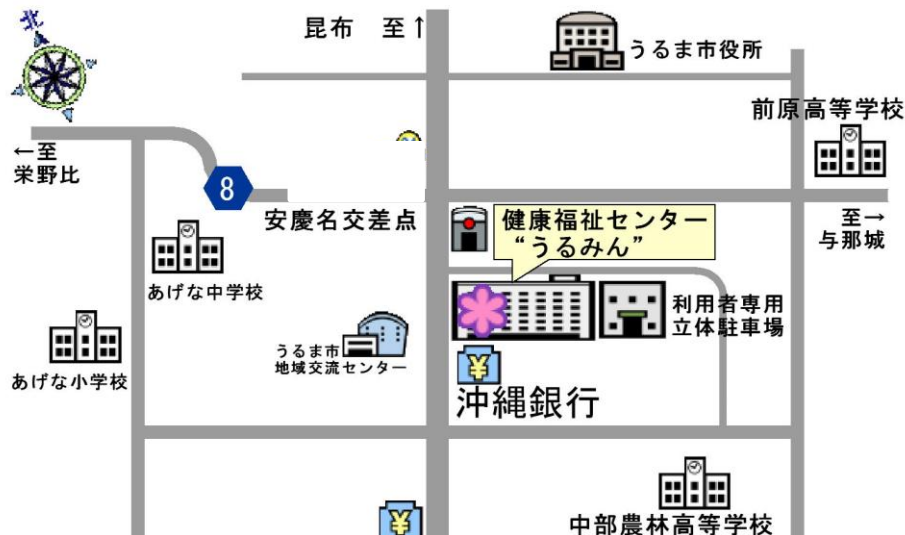 北
昆布 至↑
うるま市役所
前原高等学校
←至
栄野比
8
安慶名交差点
健康福祉センター
“うるみん”
至→
与那城
あげな中学校
利用者専用
立体駐車場
うるま市
地域交流センター
あげな小学校
¥
沖縄銀行
¥
中部農林高等学校